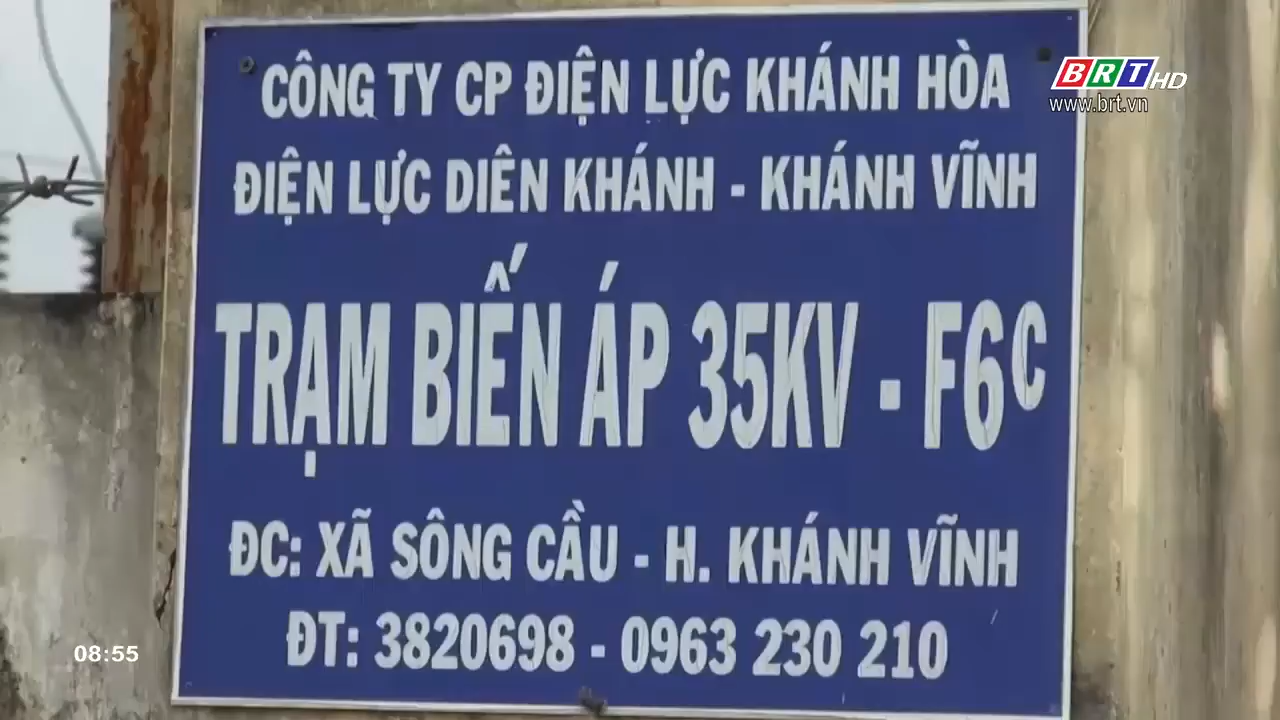 CÔNG TY CP ĐIỆN LỰC KHÁNH HÒA
ĐIỆN LỰC DIÊN KHÁNH - KHÁNH VĨNH
TRẠM BIẾN ÁP 35KV - F6C
ĐC: XÃ SÔNG CẦU - H. KHÁNH VĨNH
ĐT: 3820698 - 0963 230 210
BRT HD
www.brt.vn
08:55